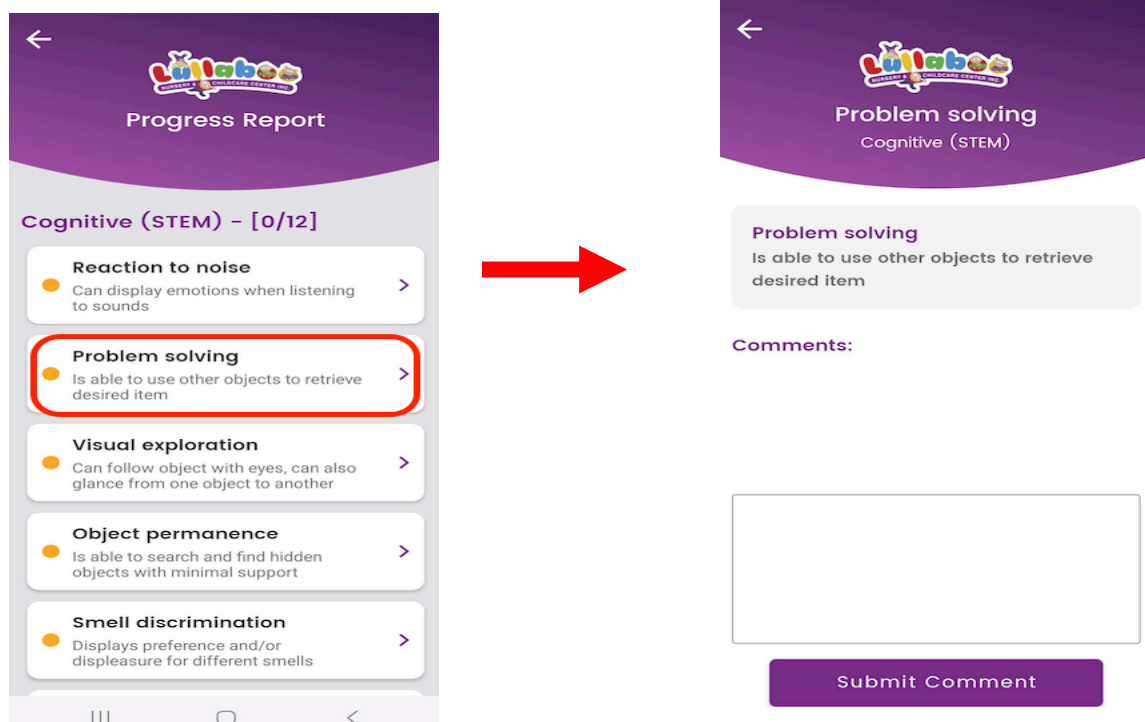 Lullaboo
NURSERY & CHILDCARE CENTER INC.
Progress Report
Cognitive (STEM) - [0/12]
Reaction to noise
Can display emotions when listening
to sounds
Problem solving
Is able to use other objects to retrieve
desired item
Visual exploration
Can follow object with eyes, can also
glance from one object to another
Object permanence
Is able to search and find hidden
objects with minimal support
Smell discrimination
Displays preference and/or
displeasure for different smells
Lullaboo
NURSERY & CHILDCARE CENTER INC.
Problem solving
Cognitive (STEM)
Problem solving
Is able to use other objects to retrieve
desired item
Comments:
Submit Comment